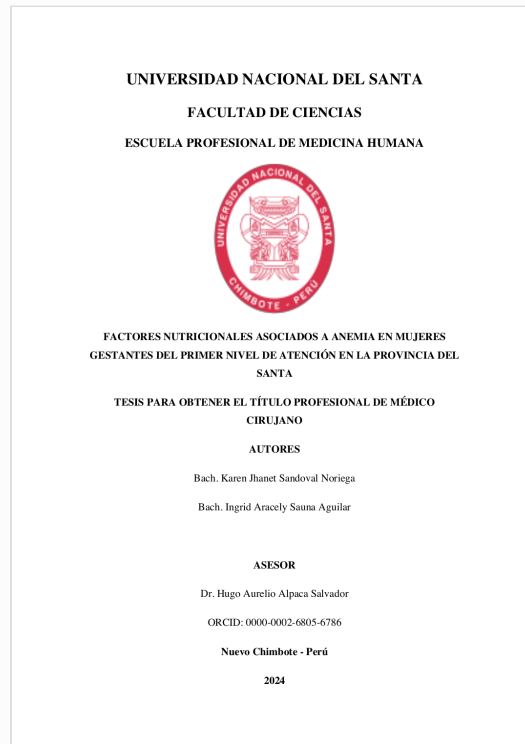 UNIVERSIDAD NACIONAL DEL SANTA
FACULTAD DE CIENCIAS
ESCUELA PROFESIONAL DE MEDICINA HUMANA
UNIVERSIDAD NACIONAL DEL SANTA
CHIMBOTE - PERÚ
FACTORES NUTRICIONALES ASOCIADOS A ANEMIA EN MUJERES
GESTANTES DEL PRIMER NIVEL DE ATENCIÓN EN LA PROVINCIA DEL
SANTA
TESIS PARA OBTENER EL TÍTULO PROFESIONAL DE MÉDICO
CIRUJANO
AUTORES
Bach. Karen Jhanet Sandoval Noriega
Bach. Ingrid Aracely Sauna Aguilar
ASESOR
Dr. Hugo Aurelio Alpaca Salvador
ORCID: 0000-0002-6805-6786
Nuevo Chimbote - Perú
2024